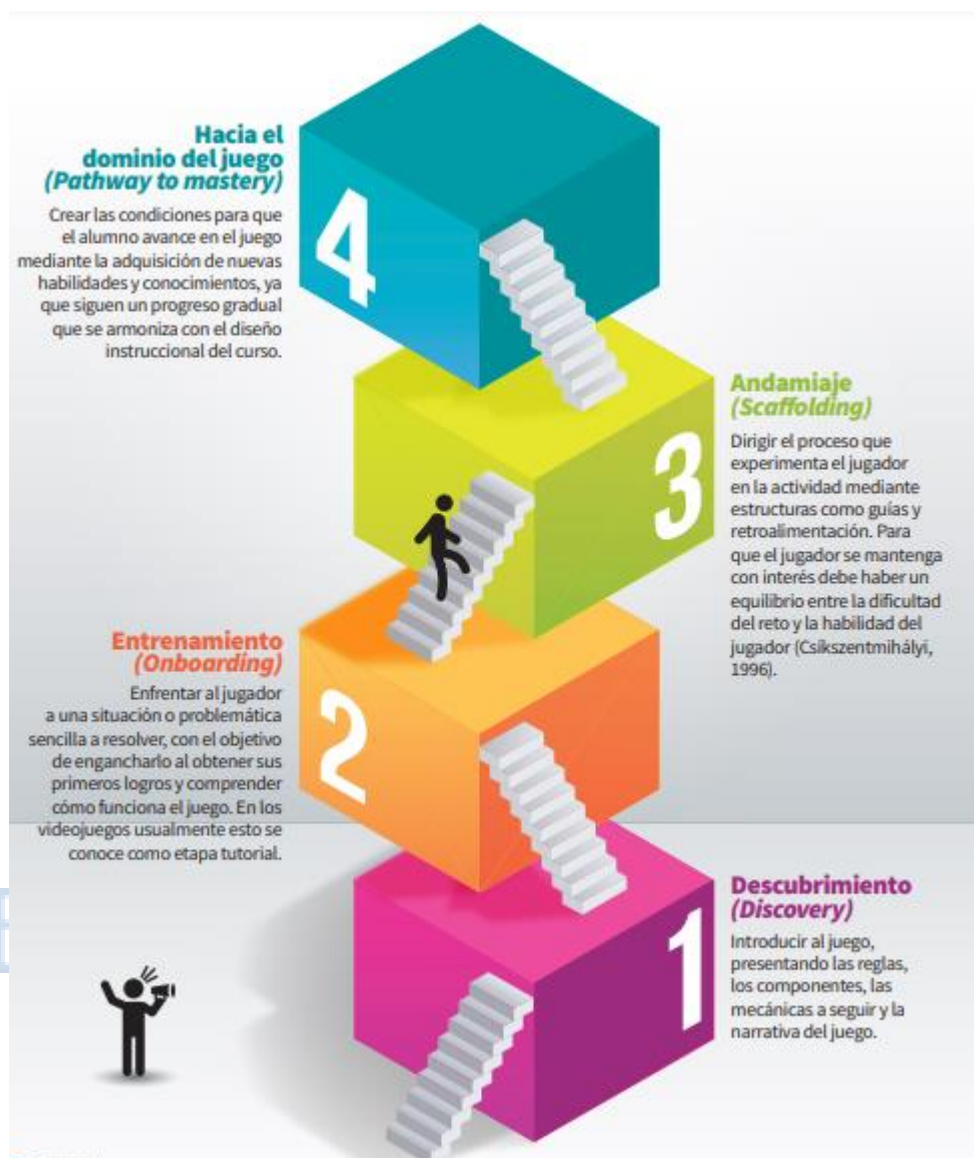 Hacia el
dominio del juego
(Pathway to mastery)
Crear las condiciones para que
el alumno avance en el juego
mediante la adquisición de nuevas
habilidades y conocimientos, ya
que siguen un progreso gradual
que se armoniza con el diseño
instruccional del curso.
4
Andamiaje
(Scaffolding)
Dirigir el proceso que
experimenta el jugador
en la actividad mediante
estructuras como guías y
retroalimentación. Para
que el jugador se mantenga
con interés debe haber un
equilibrio entre la dificultad
del reto y la habilidad del
jugador (Csíkszentmihályi,
1996).
3
Entrenamiento
(Onboarding)
Enfrentar al jugador
a una situación o problemática
sencilla a resolver, con el objetivo
de engancharlo al obtener sus
primeros logros y comprender
cómo funciona el juego. En los
videojuegos usualmente esto se
conoce como etapa tutorial.
2
Descubrimiento
(Discovery)
Introducir al juego,
presentando las reglas,
los componentes, las
mecánicas a seguir y la
narrativa del juego.
1